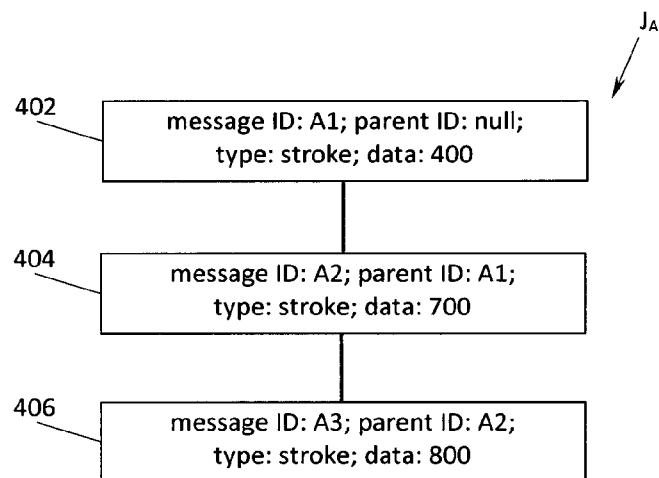 J_A
402
message ID: A1; parent ID: null;
type: stroke; data: 400
404
message ID: A2; parent ID: A1;
type: stroke; data: 700
406
message ID: A3; parent ID: A2;
type: stroke; data: 800